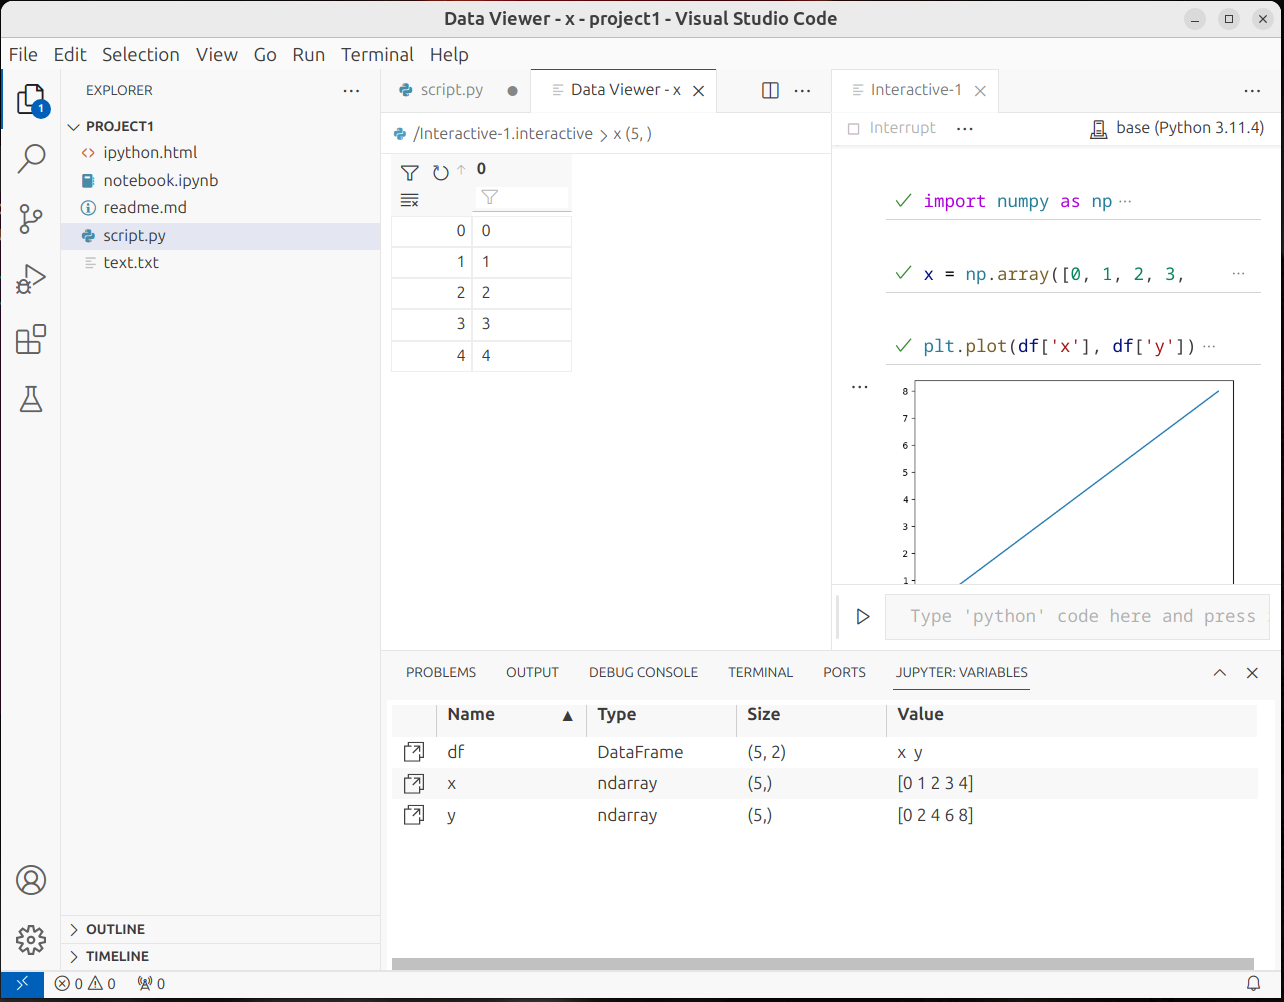 Data Viewer - x - project1 - Visual Studio Code
File Edit Selection View Go Run Terminal Help
1
EXPLORER
PROJECT1
ipython.html
notebook.ipynb
readme.md
script.py
text.txt
OUTLINE
TIMELINE
script.py
Data Viewer - x
/Interactive-1.interactive > x (5, )
0
0 0
1 1
2 2
3 3
4 4
Interactive-1
Interrupt
base (Python 3.11.4)
import numpy as np ...
x = np.array([0, 1, 2, 3, ...
plt.plot(df['x'], df['y']) ...
8
7
6
5
4
3
2
1
Type 'python' code here and press
PROBLEMS OUTPUT DEBUG CONSOLE TERMINAL PORTS JUPYTER: VARIABLES
Name Type Size Value
df DataFrame (5, 2) x y
x ndarray (5,) [0 1 2 3 4]
y ndarray (5,) [0 2 4 6 8]
0 0 0